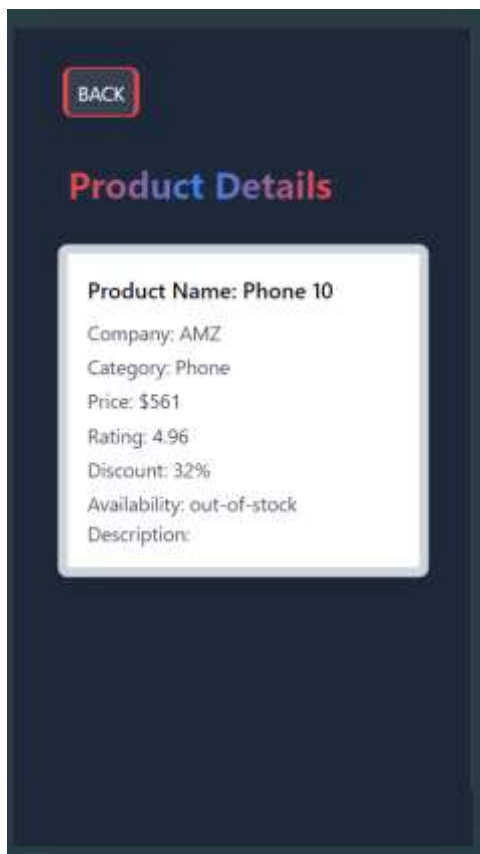 BACK
Product Details
Product Name: Phone 10
Company: AMZ
Category: Phone
Price: $561
Rating: 4.96
Discount: 32%
Availability: out-of-stock
Description: